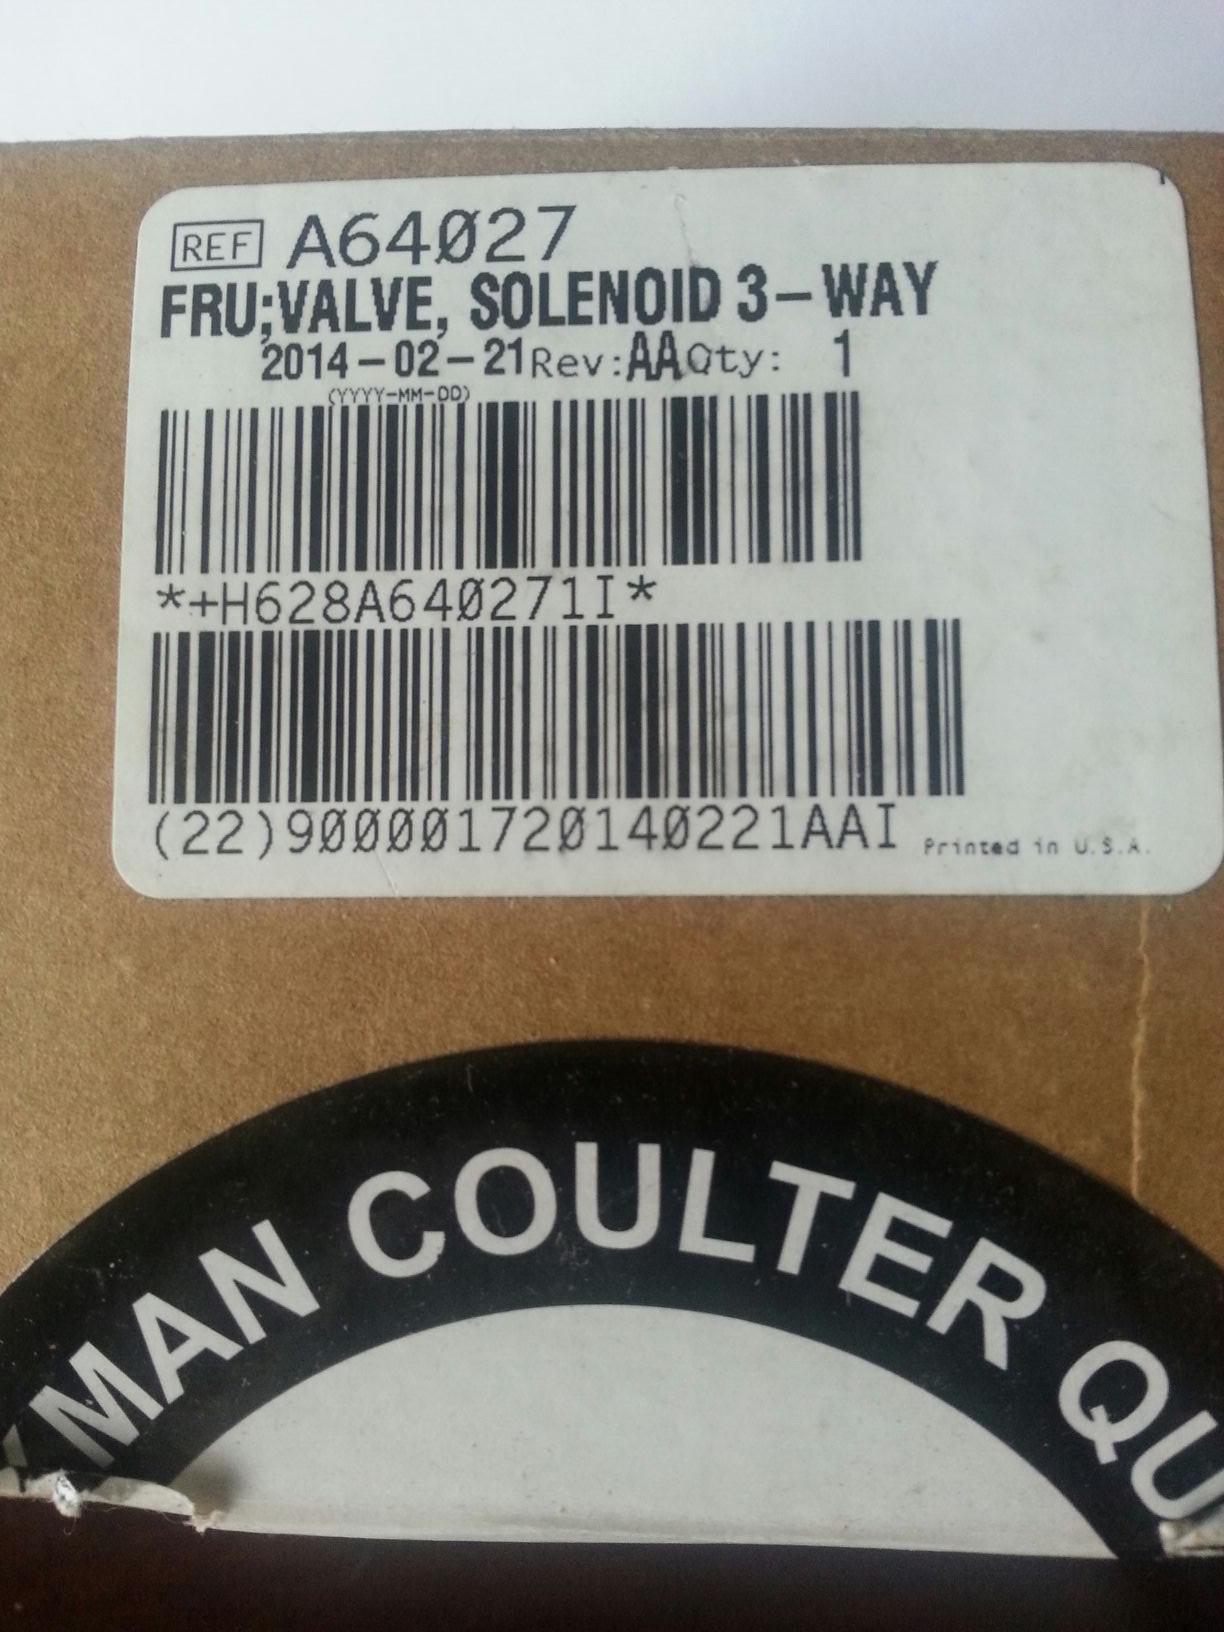 REF A64027
FRU;VALVE, SOLENOID 3-WAY
2014-02-21 Rev: AA Qty: 1
(YYYY-MM-DD)
*+H628A640271I*
(22)900001720140221AAI Printed in U.S.A.
MAN COULTER QU